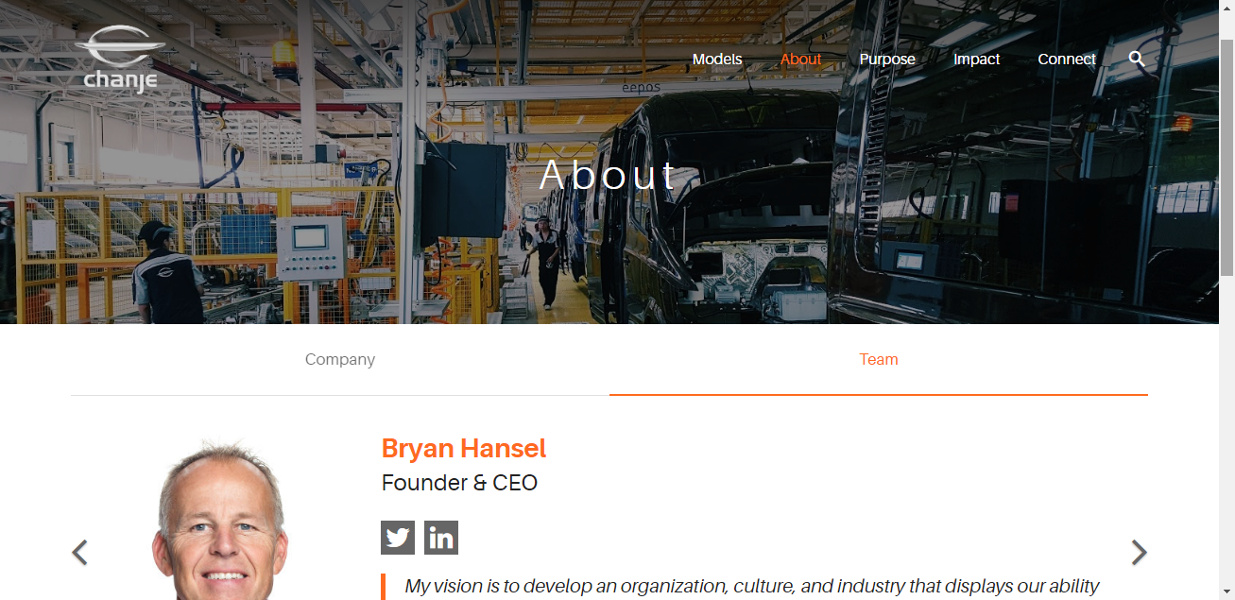 chanje
Models About Purpose Impact Connect
eepos
About
Company Team
Bryan Hansel
Founder & CEO
in
My vision is to develop an organization, culture, and industry that displays our ability